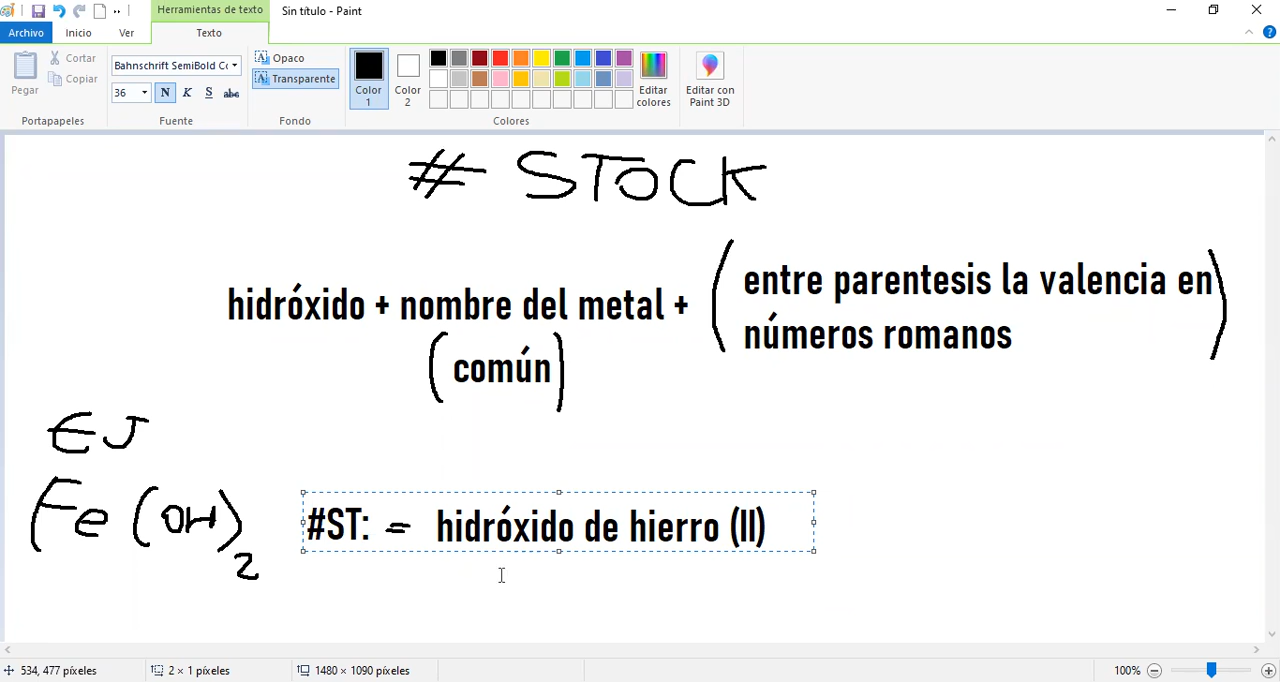 Herramientas de texto
Sin título - Paint
Archivo Inicio Ver Texto
Pegar
Cortar
Copiar
Portapapeles
Bahnschrift SemiBold Co
36 N K S abc
Fuente
Opaco
Transparente
Fondo
Color 1
Color 2
Editar colores
Editar con Paint 3D
Colores
# STOCK
hidróxido + nombre del metal + (entre parentesis la valencia en
números romanos)
(común)
EJ
Fe(OH)2 #ST: = hidróxido de hierro (II)
534, 477 píxeles 2 × 1 píxeles 1480 × 1090 píxeles 100%